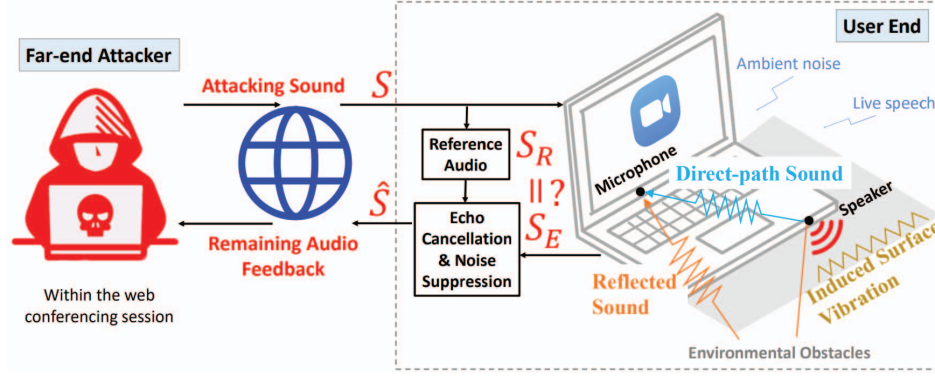 Far-end Attacker
Within the web
conferencing session
Attacking Sound
Remaining Audio
Feedback
S
Ŝ
User End
Reference
Audio
S_R
||?
S_E
Echo
Cancellation
& Noise
Suppression
Ambient noise
Live speech
Microphone
Direct-path Sound
Speaker
Reflected
Sound
Induced Surface
Vibration
Environmental Obstacles